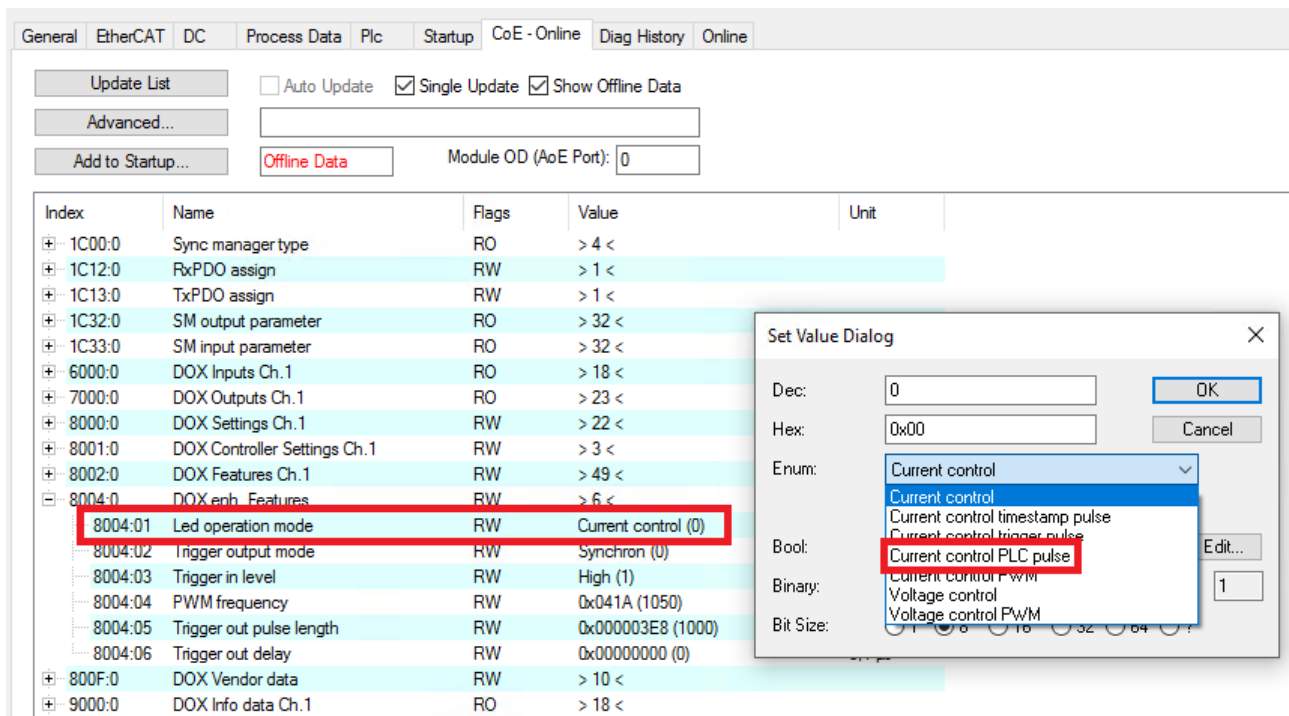 General EtherCAT DC Process Data Plc Startup CoE - Online Diag History Online
Update List Auto Update Single Update Show Offline Data
Advanced...
Add to Startup... Offline Data Module OD (AoE Port): 0
Index Name Flags Value Unit
1C00:0 Sync manager type RO > 4 <
1C12:0 RxPDO assign RW > 1 <
1C13:0 TxPDO assign RW > 1 <
1C32:0 SM output parameter RO > 32 <
1C33:0 SM input parameter RO > 32 <
6000:0 DOX Inputs Ch.1 RO > 18 <
7000:0 DOX Outputs Ch.1 RO > 23 <
8000:0 DOX Settings Ch.1 RW > 22 <
8001:0 DOX Controller Settings Ch.1 RW > 3 <
8002:0 DOX Features Ch.1 RW > 49 <
8004:0 DOX enh. Features RW > 6 <
8004:01 Led operation mode RW Current control (0)
8004:02 Trigger output mode RW Synchron (0)
8004:03 Trigger in level RW High (1)
8004:04 PWM frequency RW 0x041A (1050)
8004:05 Trigger out pulse length RW 0x000003E8 (1000)
8004:06 Trigger out delay RW 0x00000000 (0)
800F:0 DOX Vendor data RW > 10 <
9000:0 DOX Info data Ch.1 RO > 18 <
Set Value Dialog
Dec: 0 OK
Hex: 0x00 Cancel
Enum: Current control
Current control
Current control timestamp pulse
Current control trigger pulse
Current control PLC pulse
Current control PWM
Voltage control
Voltage control PWM
Bool: Edit...
Binary: 1
Bit Size: 1 8 16 32 64 ?